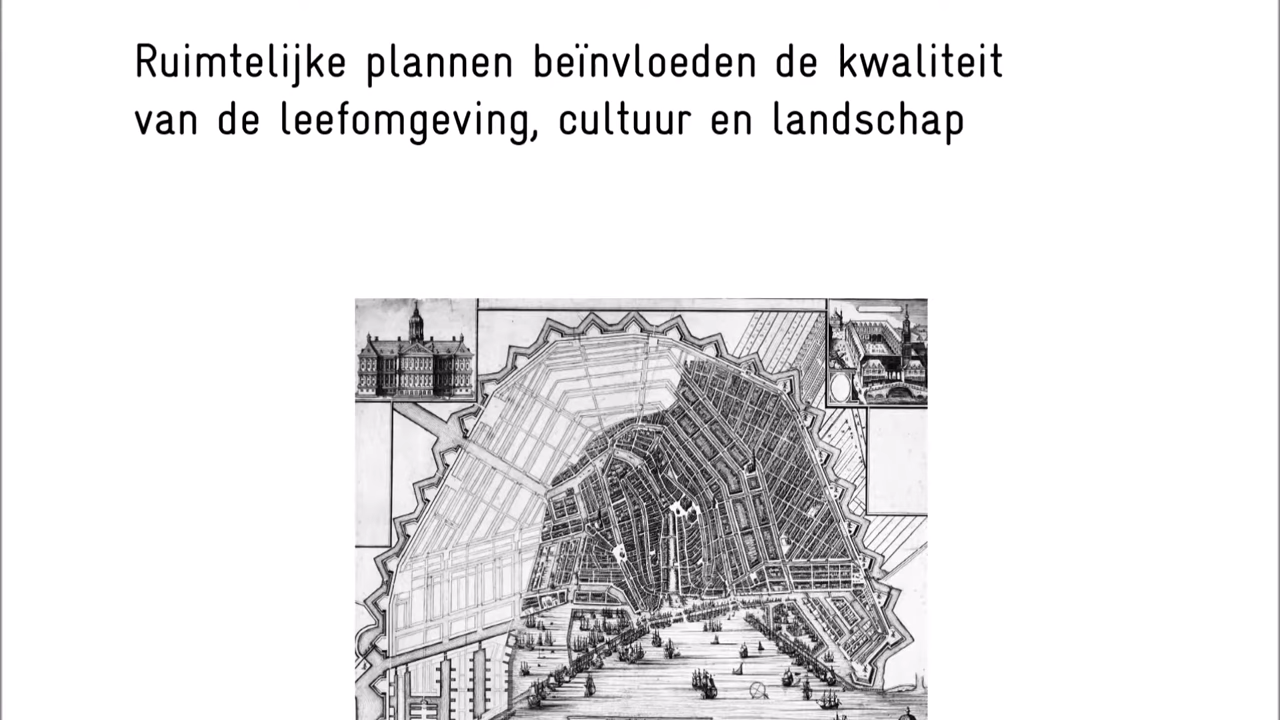 Ruimtelijke plannen beïnvloeden de kwaliteit
van de leefomgeving, cultuur en landschap